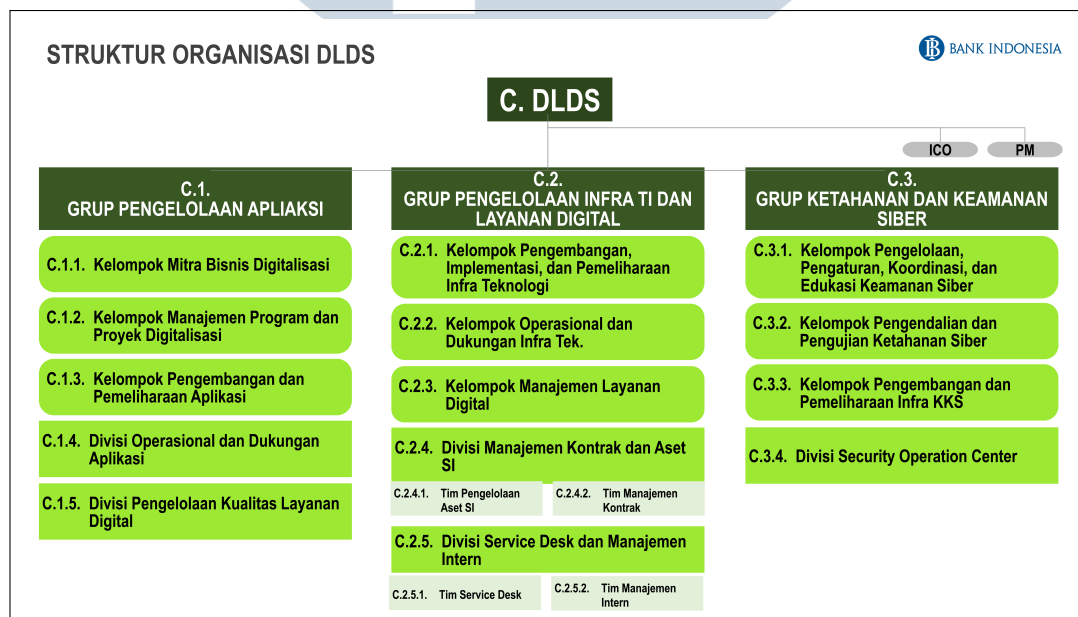 STRUKTUR ORGANISASI DLDS
BANK INDONESIA
C. DLDS
ICO
PM
C.1.
GRUP PENGELOLAAN APLIAKSI
C.1.1. Kelompok Mitra Bisnis Digitalisasi
C.1.2. Kelompok Manajemen Program dan
Proyek Digitalisasi
C.1.3. Kelompok Pengembangan dan
Pemeliharaan Aplikasi
C.1.4. Divisi Operasional dan Dukungan
Aplikasi
C.1.5. Divisi Pengelolaan Kualitas Layanan
Digital
C.2.
GRUP PENGELOLAAN INFRA TI DAN
LAYANAN DIGITAL
C.2.1. Kelompok Pengembangan,
Implementasi, dan Pemeliharaan
Infra Teknologi
C.2.2. Kelompok Operasional dan
Dukungan Infra Tek.
C.2.3. Kelompok Manajemen Layanan
Digital
C.2.4. Divisi Manajemen Kontrak dan Aset
SI
C.2.4.1. Tim Pengelolaan
Aset SI
C.2.4.2. Tim Manajemen
Kontrak
C.2.5. Divisi Service Desk dan Manajemen
Intern
C.2.5.1. Tim Service Desk
C.2.5.2. Tim Manajemen
Intern
C.3.
GRUP KETAHANAN DAN KEAMANAN
SIBER
C.3.1. Kelompok Pengelolaan,
Pengaturan, Koordinasi, dan
Edukasi Keamanan Siber
C.3.2. Kelompok Pengendalian dan
Pengujian Ketahanan Siber
C.3.3. Kelompok Pengembangan dan
Pemeliharaan Infra KKS
C.3.4. Divisi Security Operation Center